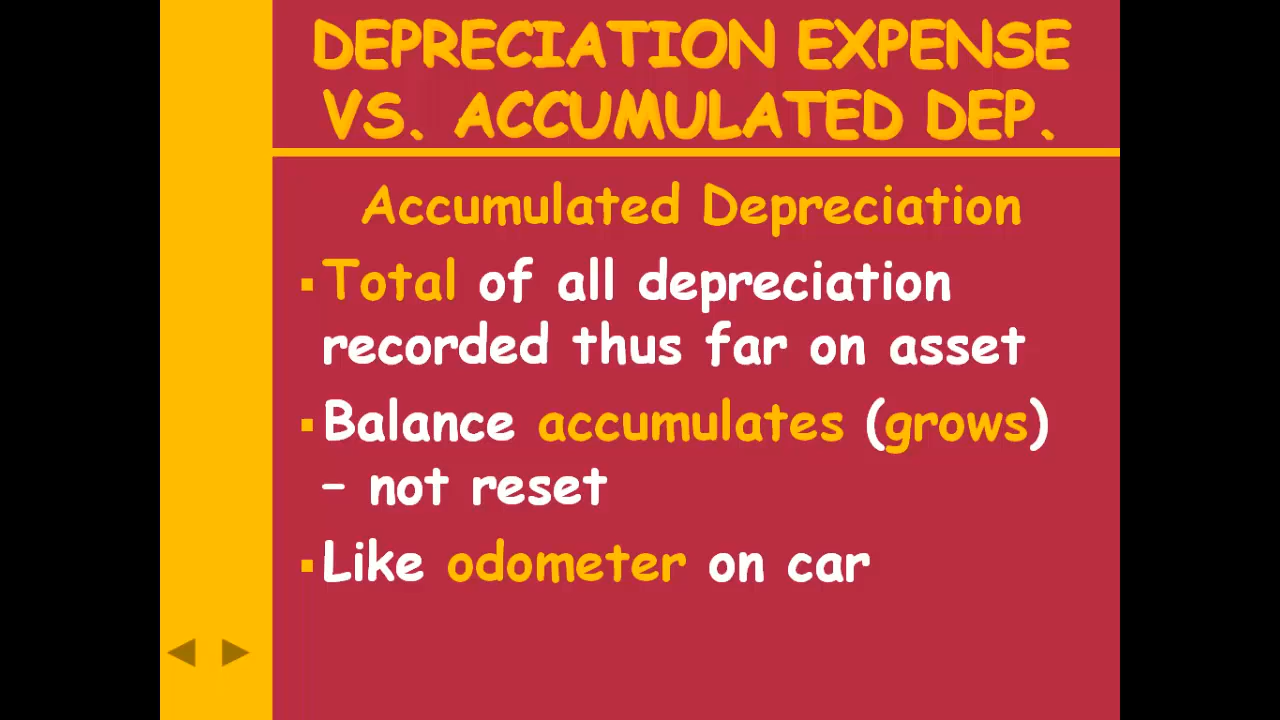 DEPRECIATION EXPENSE
VS. ACCUMULATED DEP.
Accumulated Depreciation
▪Total of all depreciation
recorded thus far on asset
▪Balance accumulates (grows)
– not reset
▪Like odometer on car